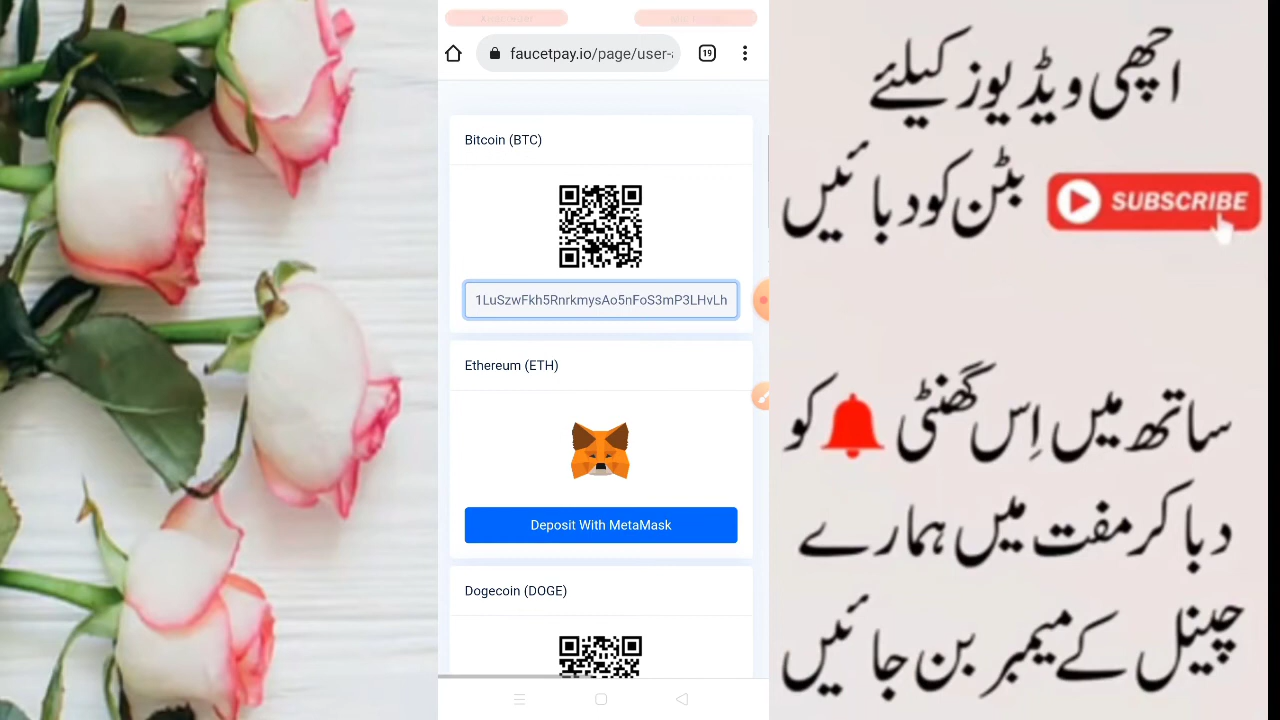 faucetpay.io/page/user-
19
Bitcoin (BTC)
1LuSzwFkh5RnrkmysAo5nFoS3mP3LHvLh
Ethereum (ETH)
Deposit With MetaMask
Dogecoin (DOGE)
اچھی ویڈیوز کیلئے
بٹن کو دبائیں SUBSCRIBE
ساتھ میں اِس گھنٹی کو
دبا کر مفت میں ہمارے
چینل کے میمبر بن جائیں